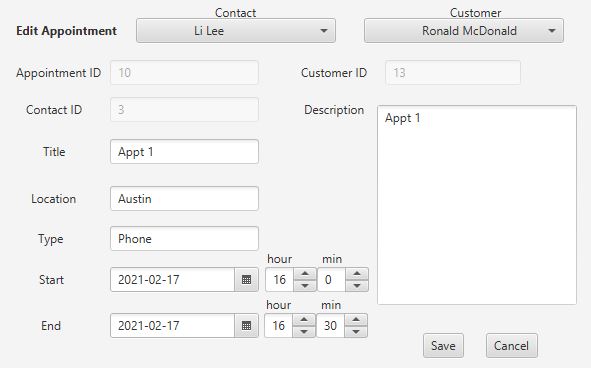 Contact Customer
Edit Appointment Li Lee Ronald McDonald
Appointment ID 10 Customer ID 13
Contact ID 3 Description Appt 1
Title Appt 1
Location Austin
Type Phone
hour min
Start 2021-02-17 16 0
hour min
End 2021-02-17 16 30
Save Cancel